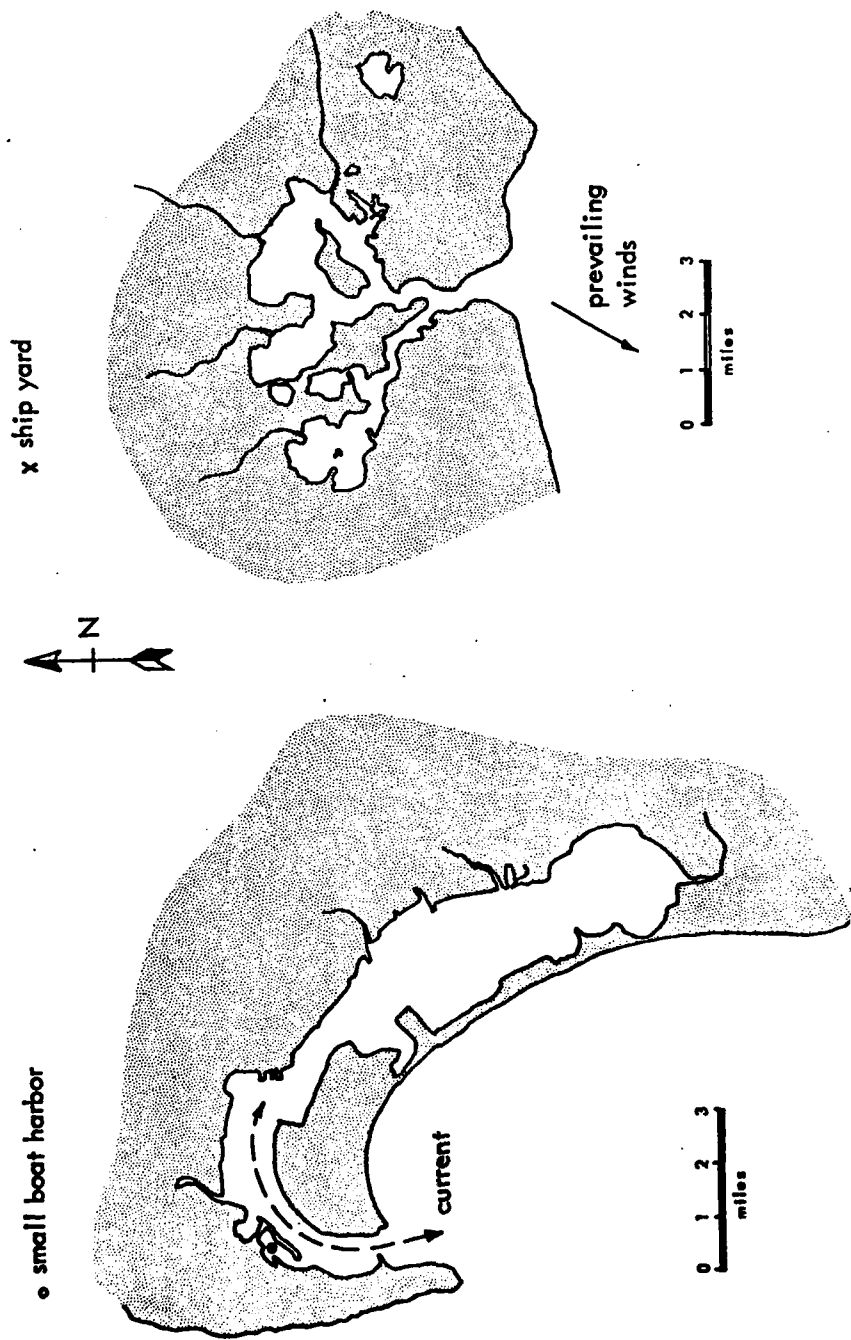 o small boat harbor
x ship yard
N
current
0 1 2 3
miles
prevailing
winds
0 1 2 3
miles